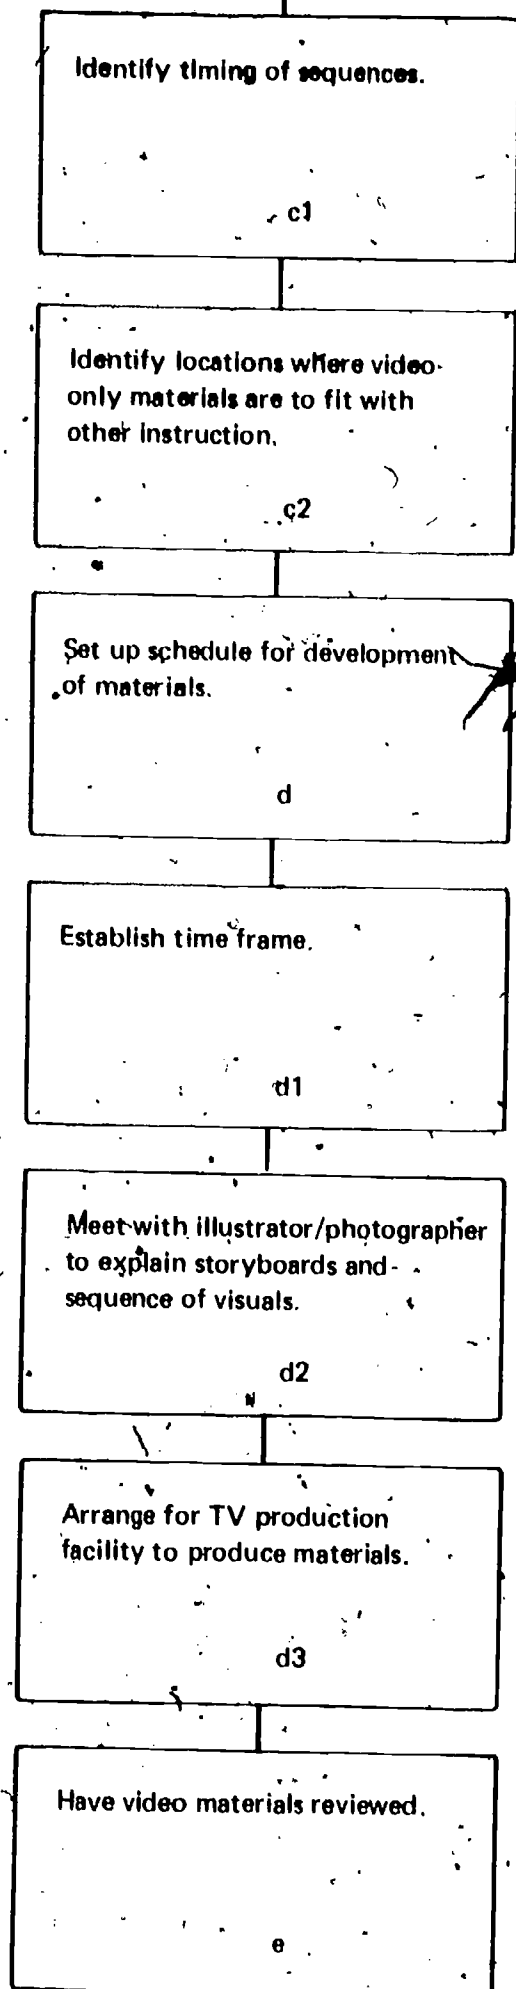 Identify timing of sequences.
c1
Identify locations where video-
only materials are to fit with
other instruction.
c2
Set up schedule for development
of materials.
d
Establish time frame.
d1
Meet with illustrator/photographer
to explain storyboards and
sequence of visuals.
d2
Arrange for TV production
facility to produce materials.
d3
Have video materials reviewed.
e